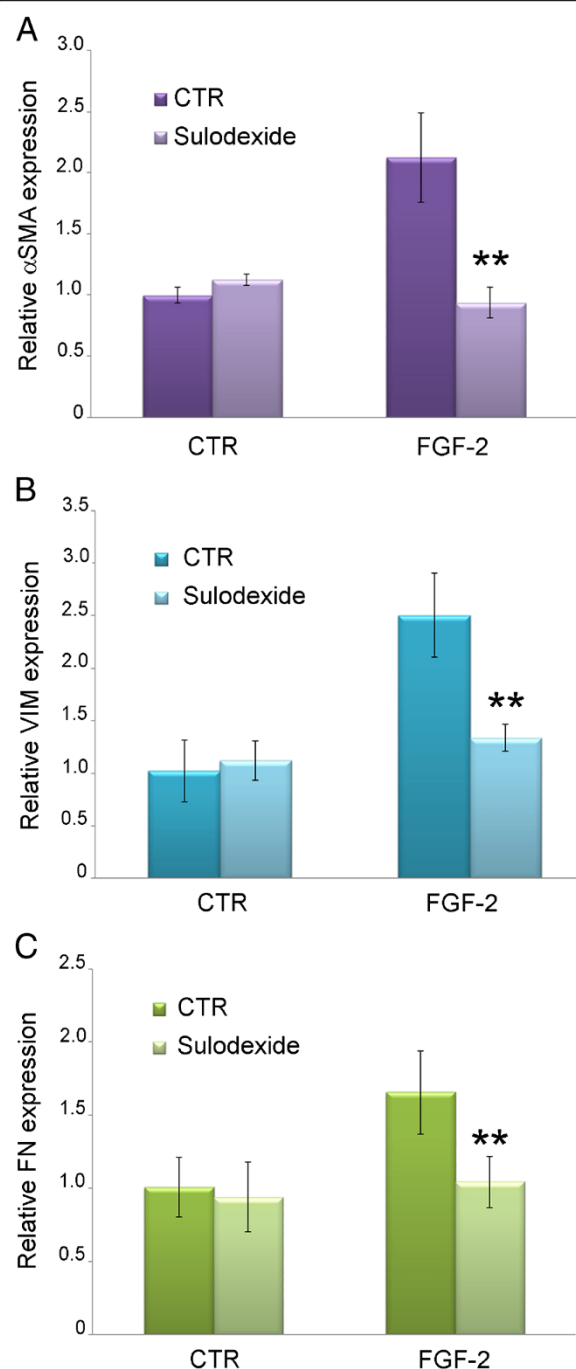 A
Relative αSMA expression
3.0
2.5
2.0
1.5
1.0
0.5
0
CTR
Sulodexide
**
CTR FGF-2
B
Relative VIM expression
3.5
3.0
2.5
2.0
1.5
1.0
0.5
0
CTR
Sulodexide
**
CTR FGF-2
C
Relative FN expression
2.5
2.0
1.5
1.0
0.5
0
CTR
Sulodexide
**
CTR FGF-2